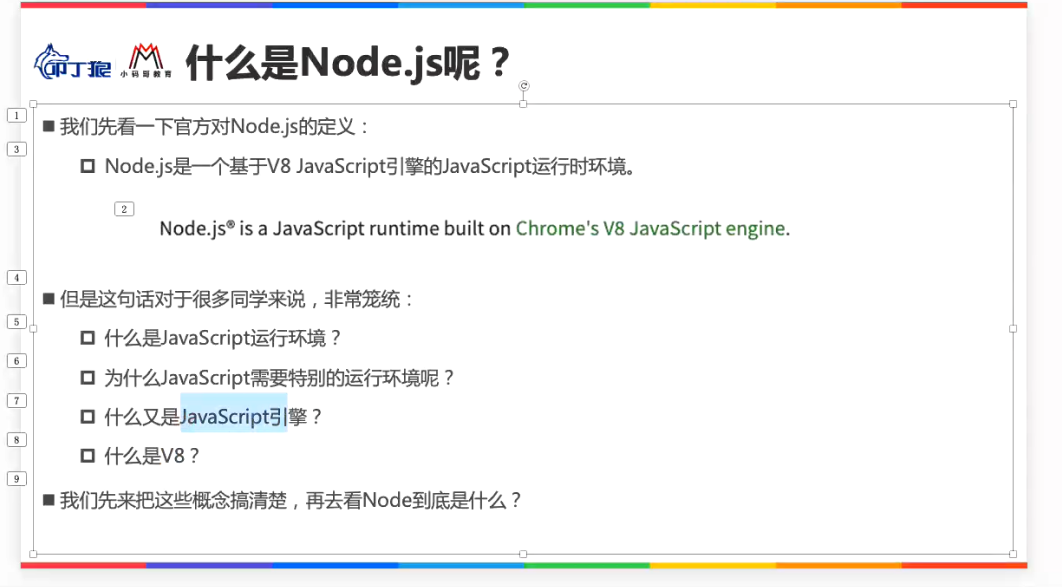 叩丁狼 小码哥教育 什么是Node.js呢？
1
■我们先看一下官方对Node.js的定义：
3
Node.js是一个基于V8 JavaScript引擎的JavaScript运行时环境。
2
Node.js® is a JavaScript runtime built on Chrome's V8 JavaScript engine.
4
■但是这句话对于很多同学来说，非常笼统：
5
什么是JavaScript运行环境？
6
为什么JavaScript需要特别的运行环境呢？
7
什么又是JavaScript引擎？
8
什么是V8？
9
■我们先来把这些概念搞清楚，再去看Node到底是什么？